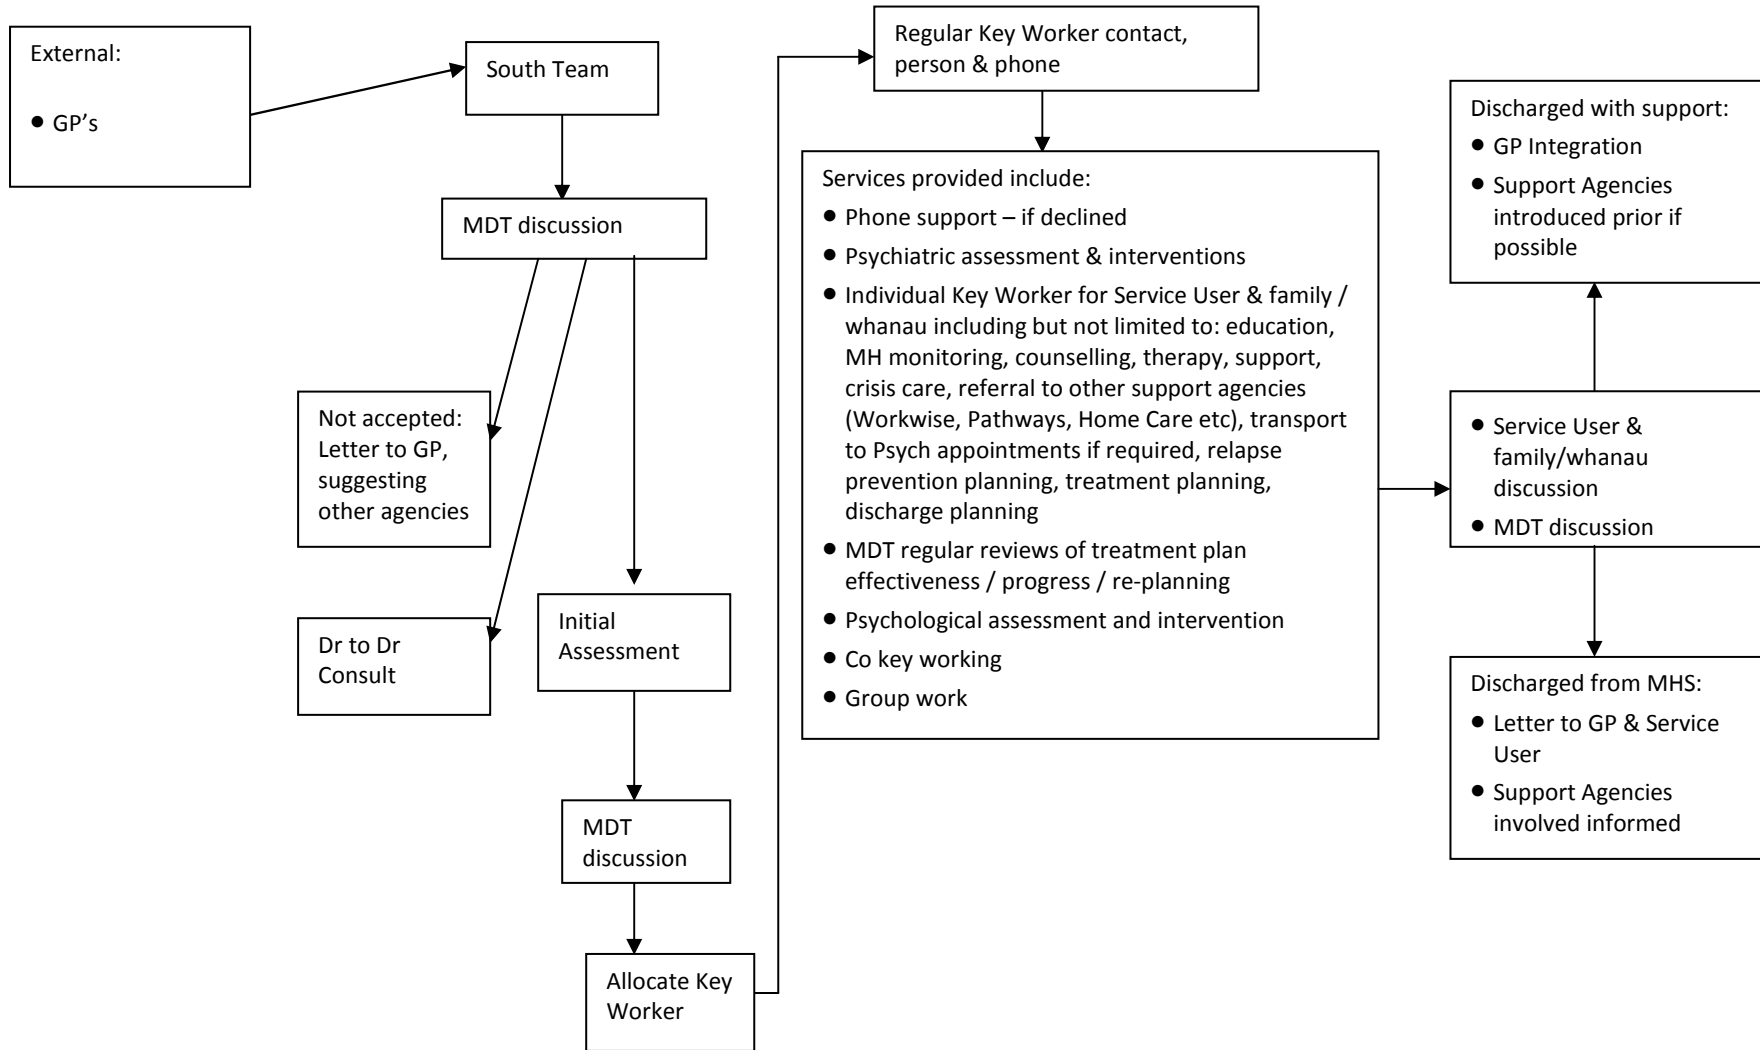 External:
● GP’s
South Team
MDT discussion
Not accepted:
Letter to GP,
suggesting
other agencies
Dr to Dr
Consult
Initial
Assessment
MDT
discussion
Allocate Key
Worker
Regular Key Worker contact,
person & phone
Services provided include:
● Phone support – if declined
● Psychiatric assessment & interventions
● Individual Key Worker for Service User & family /
whanau including but not limited to: education,
MH monitoring, counselling, therapy, support,
crisis care, referral to other support agencies
(Workwise, Pathways, Home Care etc), transport
to Psych appointments if required, relapse
prevention planning, treatment planning,
discharge planning
● MDT regular reviews of treatment plan
effectiveness / progress / re-planning
● Psychological assessment and intervention
● Co key working
● Group work
Discharged with support:
● GP Integration
● Support Agencies
introduced prior if
possible
● Service User &
family/whanau
discussion
● MDT discussion
Discharged from MHS:
● Letter to GP & Service
User
● Support Agencies
involved informed